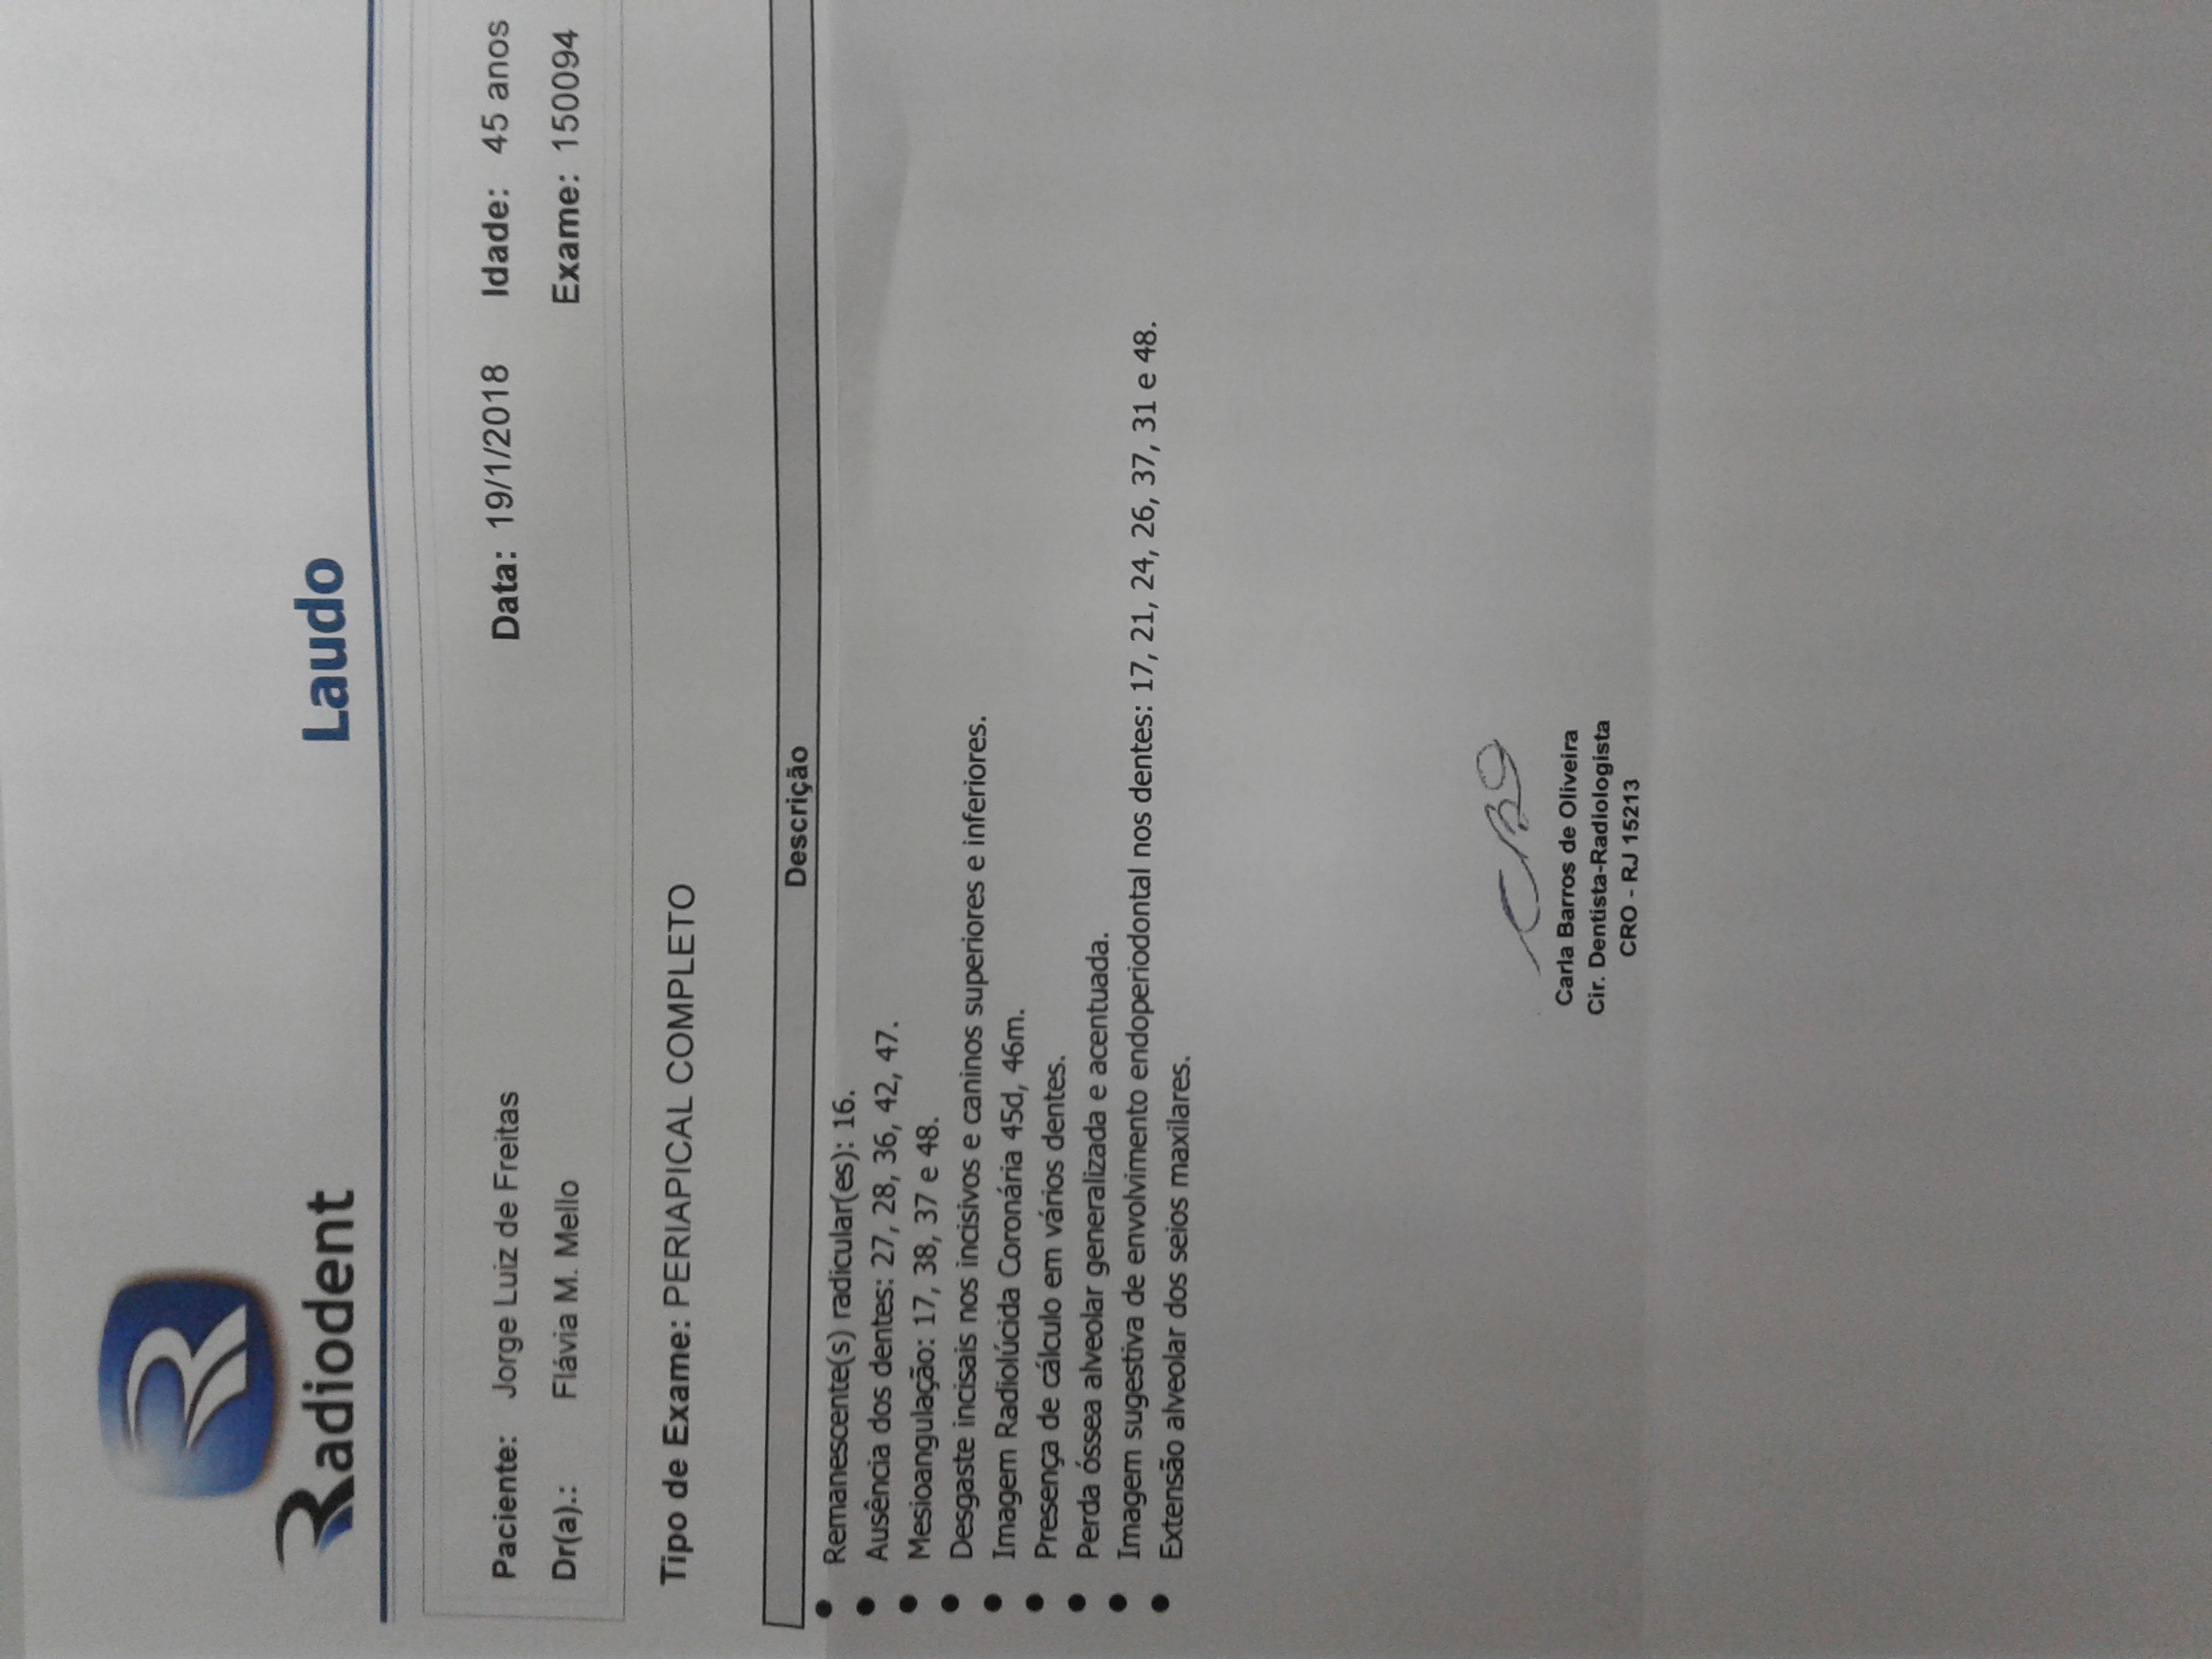 R
Radiodent
Laudo
Paciente: Jorge Luiz de Freitas Data: 19/1/2018 Idade: 45 anos
Dr(a).: Flávia M. Mello Exame: 150094
Tipo de Exame: PERIAPICAL COMPLETO
Descrição
• Remanescente(s) radicular(es): 16.
• Ausência dos dentes: 27, 28, 36, 42, 47.
• Mesioangulação: 17, 38, 37 e 48.
• Desgaste incisais nos incisivos e caninos superiores e inferiores.
• Imagem Radiolúcida Coronária 45d, 46m.
• Presença de cálculo em vários dentes.
• Perda óssea alveolar generalizada e acentuada.
• Imagem sugestiva de envolvimento endoperiodontal nos dentes: 17, 21, 24, 26, 37, 31 e 48.
• Extensão alveolar dos seios maxilares.
Carla Barros de Oliveira
Cir. Dentista-Radiologista
CRO - RJ 15213